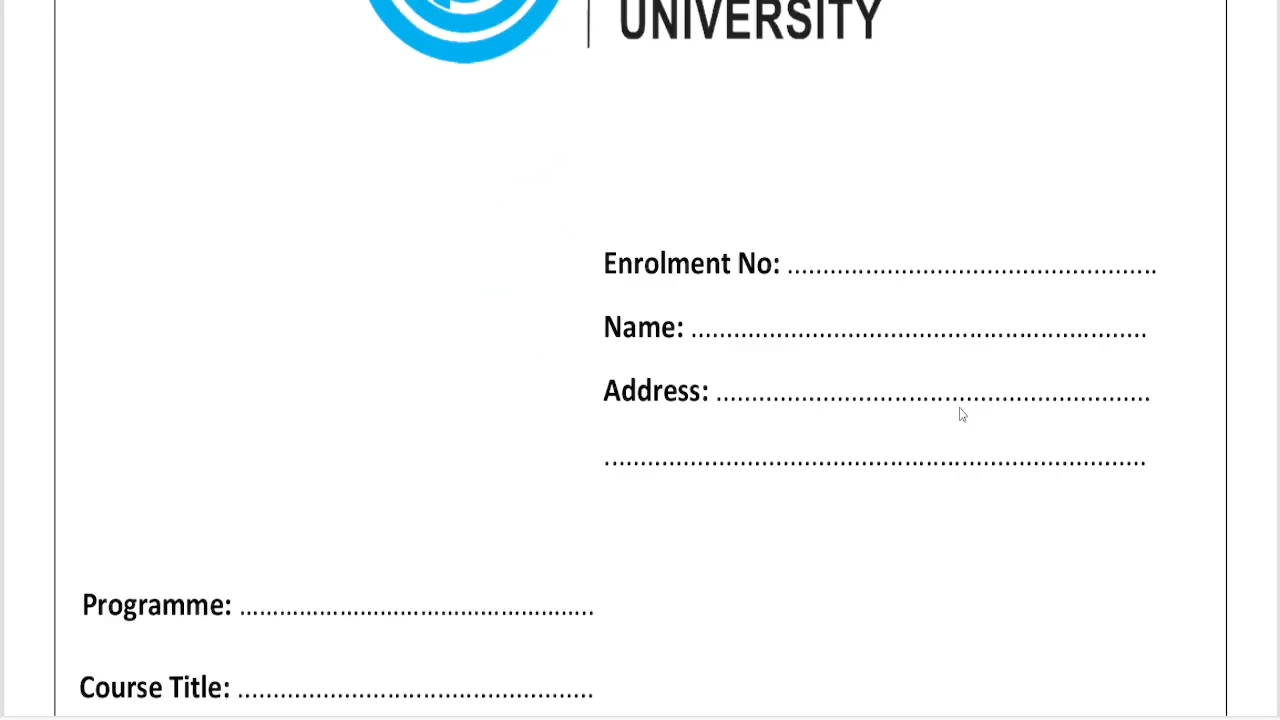 UNIVERSITY
Enrolment No: ....................................................
Name: ................................................................
Address: .............................................................
............................................................................
Programme: .....................................................
Course Title: ..................................................